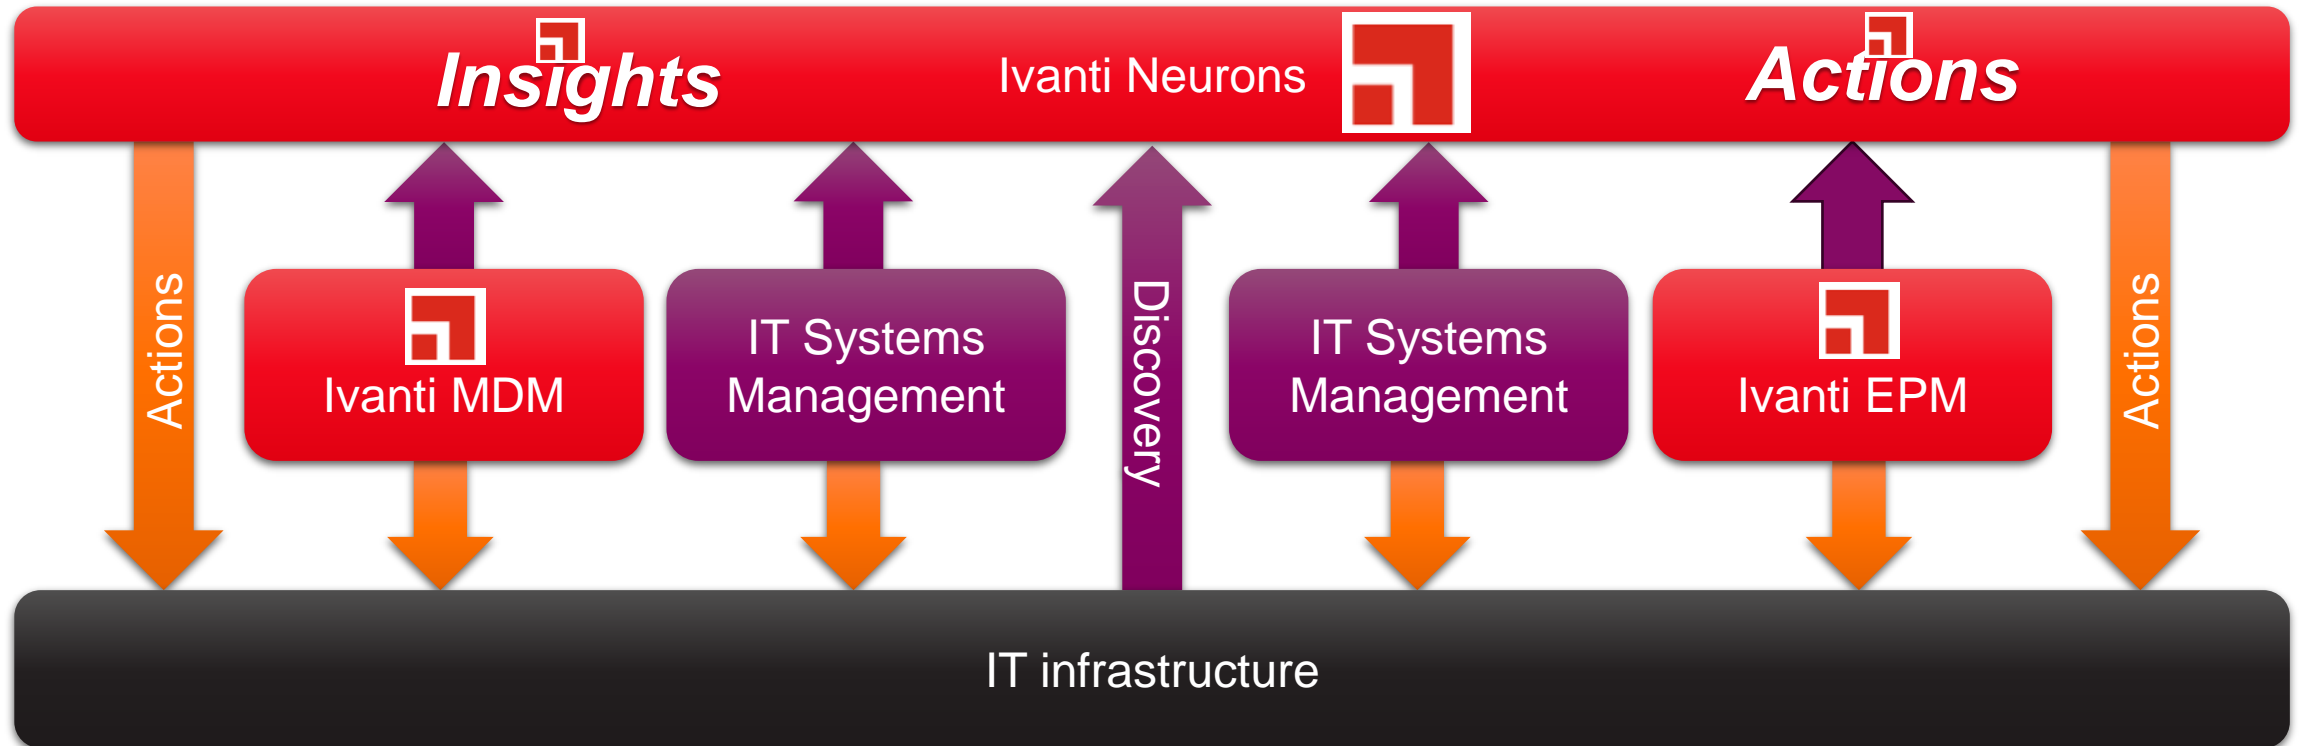 Insights
Ivanti Neurons
Actions
Actions
Ivanti MDM
IT Systems
Management
Discovery
IT Systems
Management
Ivanti EPM
Actions
IT infrastructure